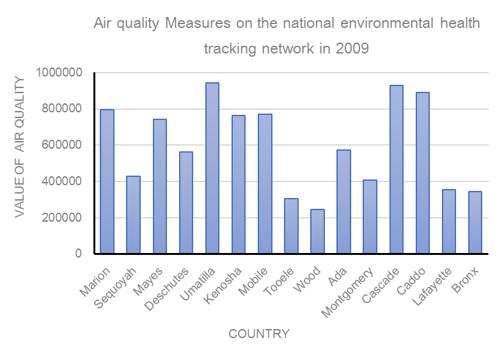 Air quality Measures on the national environmental health
tracking network in 2009
VALUE OF AIR QUALITY
1000000
800000
600000
400000
200000
0
Marion
Sequoyah
Mayes
Deschutes
Umatilla
Kenosha
Mobile
Tooele
Wood
Ada
Montgomery
Cascade
Caddo
Lafayette
Bronx
COUNTRY